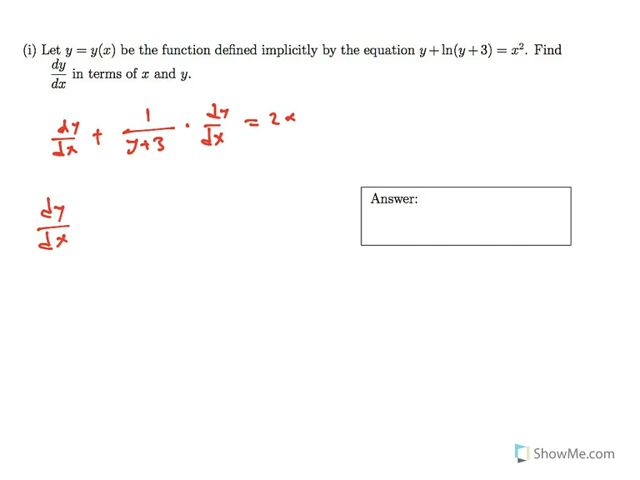 (i) Let y = y(x) be the function defined implicitly by the equation y + ln(y + 3) = x². Find
dy/dx in terms of x and y.
dy/dx + 1/(y+3) · dy/dx = 2x
dy/dx
Answer:
ShowMe.com